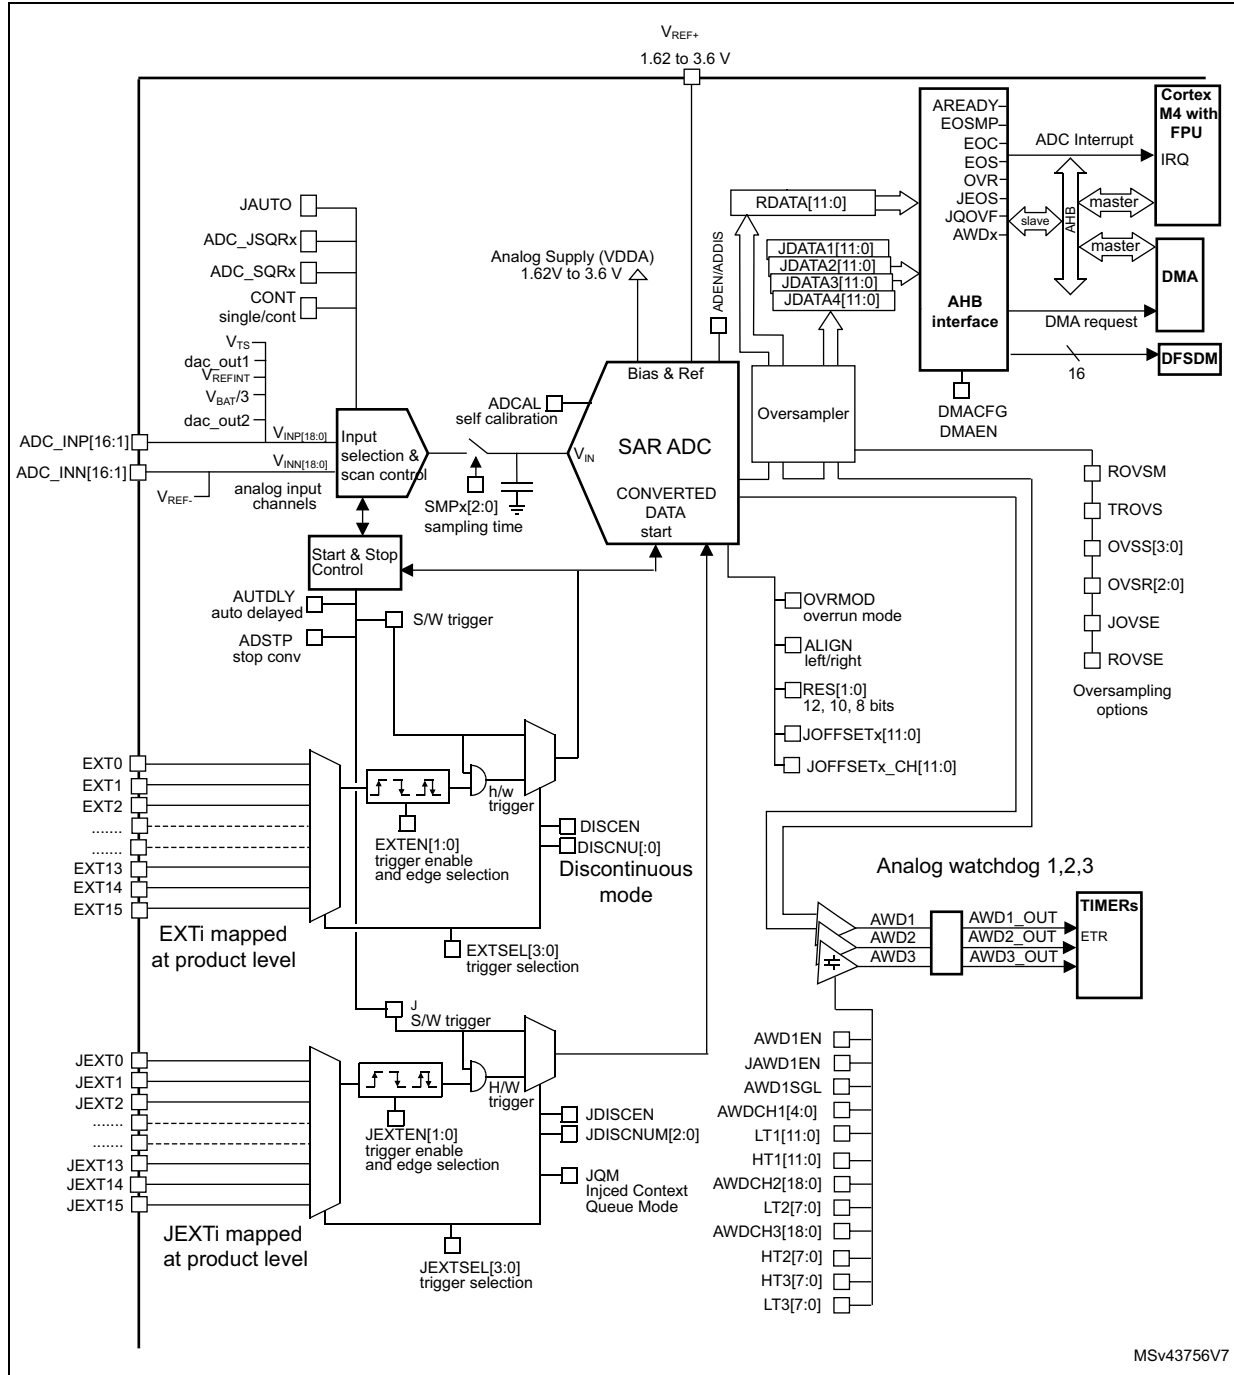 VREF+
1.62 to 3.6 V
AREADY
EOSMP
EOC
EOS
OVR
JEOS
JQOVF
AWDx
AHB
interface
ADC Interrupt
Cortex
M4 with
FPU
IRQ
slave
AHB
master
master
DMA
DMA request
DFSDM
16
DMACFG
DMAEN
RDATA[11:0]
JDATA1[11:0]
JDATA2[11:0]
JDATA3[11:0]
JDATA4[11:0]
JAUTO
ADC_JSQRx
ADC_SQRx
CONT
single/cont
Analog Supply (VDDA)
1.62V to 3.6 V
ADEN/ADDIS
VTS
dac_out1
VREFINT
VBAT/3
dac_out2
ADC_INP[16:1]
ADC_INN[16:1]
VINP[18:0]
VINN[18:0]
VREF-
analog input
channels
Input
selection &
scan control
ADCAL
self calibration
SMPx[2:0]
sampling time
Bias & Ref
VIN
SAR ADC
CONVERTED
DATA
start
Oversampler
ROVSM
TROVS
OVSS[3:0]
OVSR[2:0]
JOVSE
ROVSE
Oversampling
options
Start & Stop
Control
AUTDLY
auto delayed
ADSTP
stop conv
S/W trigger
OVRMOD
overrun mode
ALIGN
left/right
RES[1:0]
12, 10, 8 bits
JOFFSETx[11:0]
JOFFSETx_CH[11:0]
EXT0
EXT1
EXT2
.......
.......
EXT13
EXT14
EXT15
EXTi mapped
at product level
h/w
trigger
EXTEN[1:0]
trigger enable
and edge selection
DISCEN
DISCNU[:0]
Discontinuous
mode
EXTSEL[3:0]
trigger selection
Analog watchdog 1,2,3
AWD1
AWD2
AWD3
AWD1_OUT
AWD2_OUT
AWD3_OUT
TIMERs
ETR
J
S/W trigger
JEXT0
JEXT1
JEXT2
.......
.......
JEXT13
JEXT14
JEXT15
JEXTi mapped
at product level
H/W
trigger
JEXTEN[1:0]
trigger enable
and edge selection
JDISCEN
JDISCNUM[2:0]
JQM
Injced Context
Queue Mode
JEXTSEL[3:0]
trigger selection
AWD1EN
JAWD1EN
AWD1SGL
AWDCH1[4:0]
LT1[11:0]
HT1[11:0]
AWDCH2[18:0]
LT2[7:0]
AWDCH3[18:0]
HT2[7:0]
HT3[7:0]
LT3[7:0]
MSv43756V7